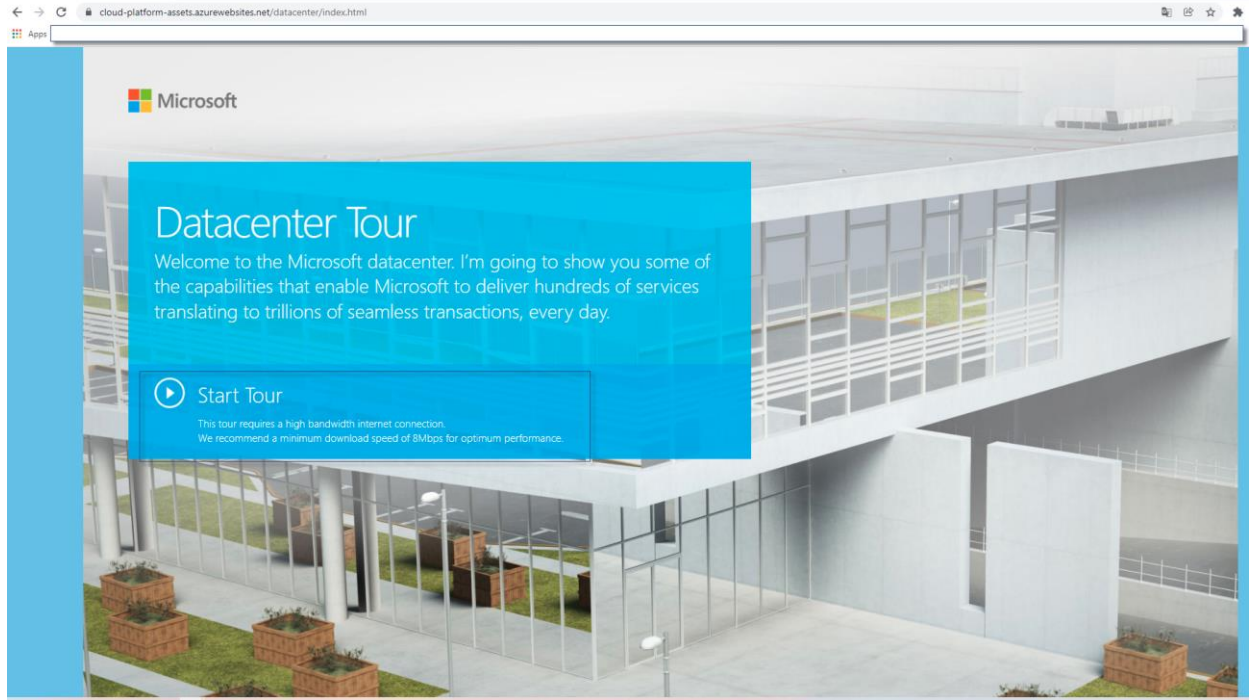 cloud-platform-assets.azurewebsites.net/datacenter/index.html
Apps
Microsoft
Datacenter Tour
Welcome to the Microsoft datacenter. I'm going to show you some of
the capabilities that enable Microsoft to deliver hundreds of services
translating to trillions of seamless transactions, every day.
Start Tour
This tour requires a high bandwidth internet connection.
We recommend a minimum download speed of 8Mbps for optimum performance.